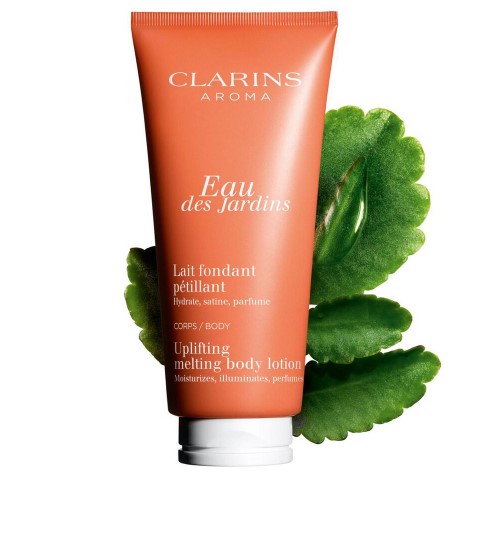 CLARINS
AROMA
Eau
des Jardins
Lait fondant
pétillant
Hydrate, satine, parfume
CORPS / BODY
Uplifting
melting body lotion
Moisturizes, illuminates, perfumes